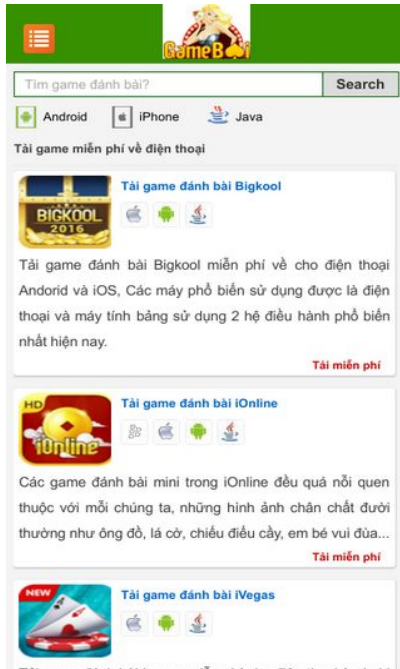 GameBài
Tìm game đánh bài?
Search
Android
iPhone
Java
Tải game miễn phí về điện thoại
BIGKOOL
2016
Tải game đánh bài Bigkool
Tải game đánh bài Bigkool miễn phí về cho điện thoại
Andorid và iOS, Các máy phổ biến sử dụng được là điện
thoại và máy tính bảng sử dụng 2 hệ điều hành phổ biến
nhất hiện nay.
Tải miễn phí
HD
iOnline
Tải game đánh bài iOnline
Các game đánh bài mini trong iOnline đều quá nỗi quen
thuộc với mỗi chúng ta, những hình ảnh chân chất đười
thường như ông đồ, lá cờ, chiếu điếu cầy, em bé vui đùa...
Tải miễn phí
NEW
Tải game đánh bài iVegas